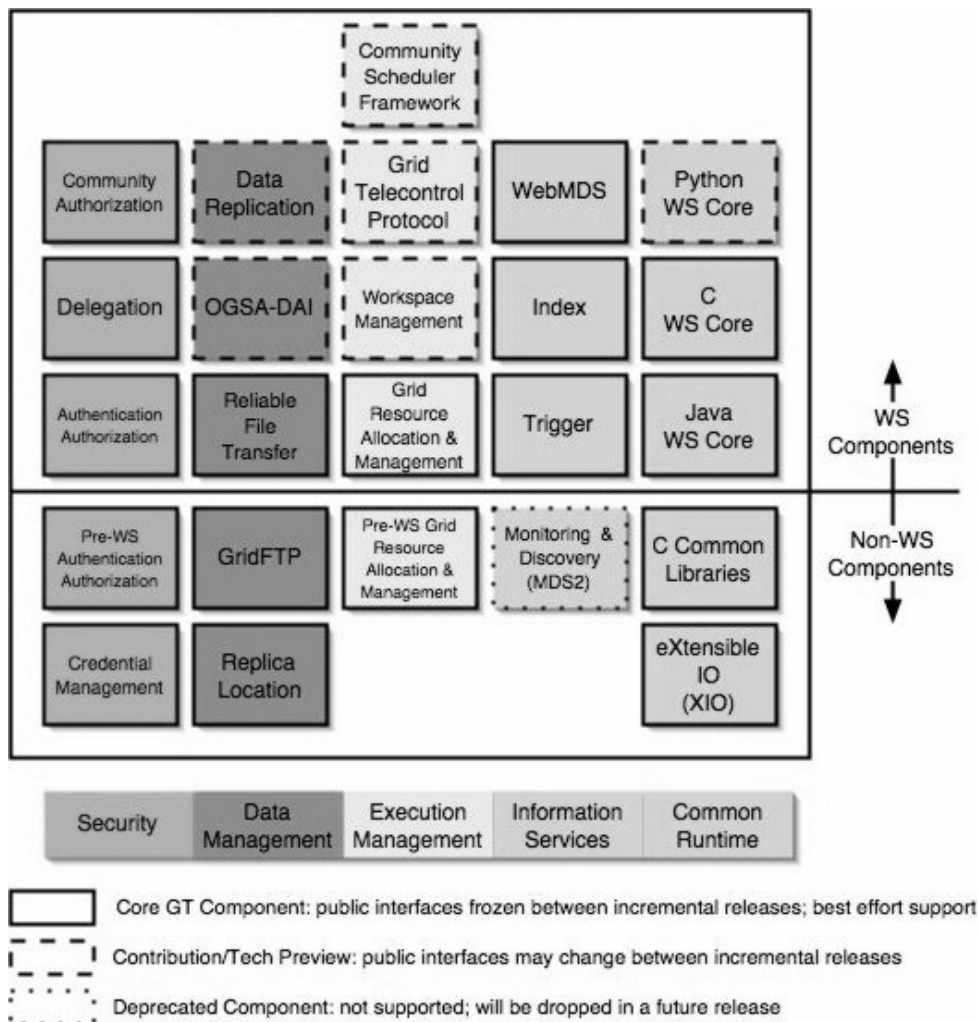 Community
Scheduler
Framework
Community
Authorization
Data
Replication
Grid
Telecontrol
Protocol
WebMDS
Python
WS Core
Delegation
OGSA-DAI
Workspace
Management
Index
C
WS Core
Authentication
Authorization
Reliable
File
Transfer
Grid
Resource
Allocation &
Management
Trigger
Java
WS Core
WS
Components
Pre-WS
Authentication
Authorization
GridFTP
Pre-WS Grid
Resource
Allocation &
Management
Monitoring &
Discovery
(MDS2)
C Common
Libraries
Non-WS
Components
Credential
Management
Replica
Location
eXtensible
IO
(XIO)
Security
Data
Management
Execution
Management
Information
Services
Common
Runtime
Core GT Component: public interfaces frozen between incremental releases; best effort support
Contribution/Tech Preview: public interfaces may change between incremental releases
Deprecated Component: not supported; will be dropped in a future release